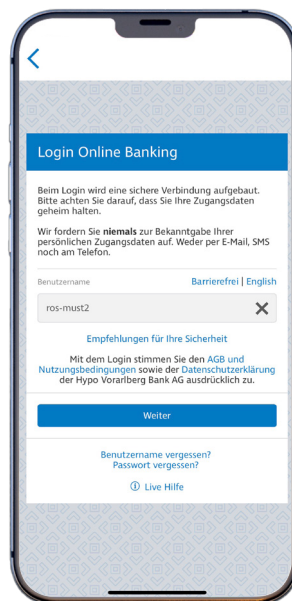 Login Online Banking
Beim Login wird eine sichere Verbindung aufgebaut.
Bitte achten Sie darauf, dass Sie Ihre Zugangsdaten
geheim halten.
Wir fordern Sie niemals zur Bekanntgabe Ihrer
persönlichen Zugangsdaten auf. Weder per E-Mail, SMS
noch am Telefon.
Benutzername Barrierefrei | English
ros-must2
Empfehlungen für Ihre Sicherheit
Mit dem Login stimmen Sie den AGB und
Nutzungsbedingungen sowie der Datenschutzerklärung
der Hypo Vorarlberg Bank AG ausdrücklich zu.
Weiter
Benutzername vergessen?
Passwort vergessen?
Live Hilfe